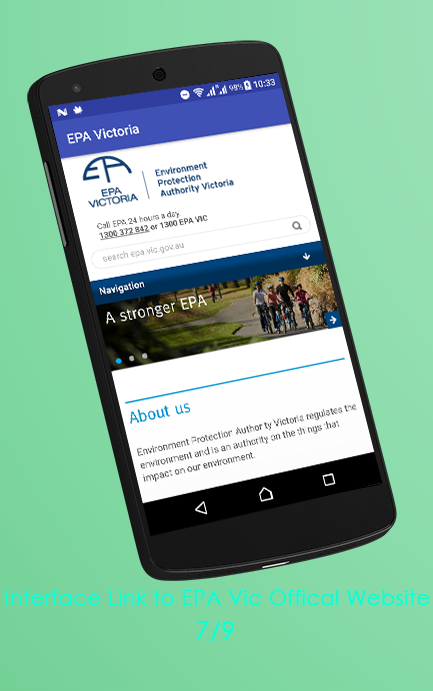 98% 10:33
EPA Victoria
EPA
VICTORIA
Environment
Protection
Authority Victoria
Call EPA 24 hours a day
1300 372 842 or 1300 EPA VIC
search epa.vic.gov.au
Navigation
A stronger EPA
About us
Environment Protection Authority Victoria regulates the
environment and is an authority on the things that
impact on our environment.
Interface Link to EPA Vic Offical Website
7/9